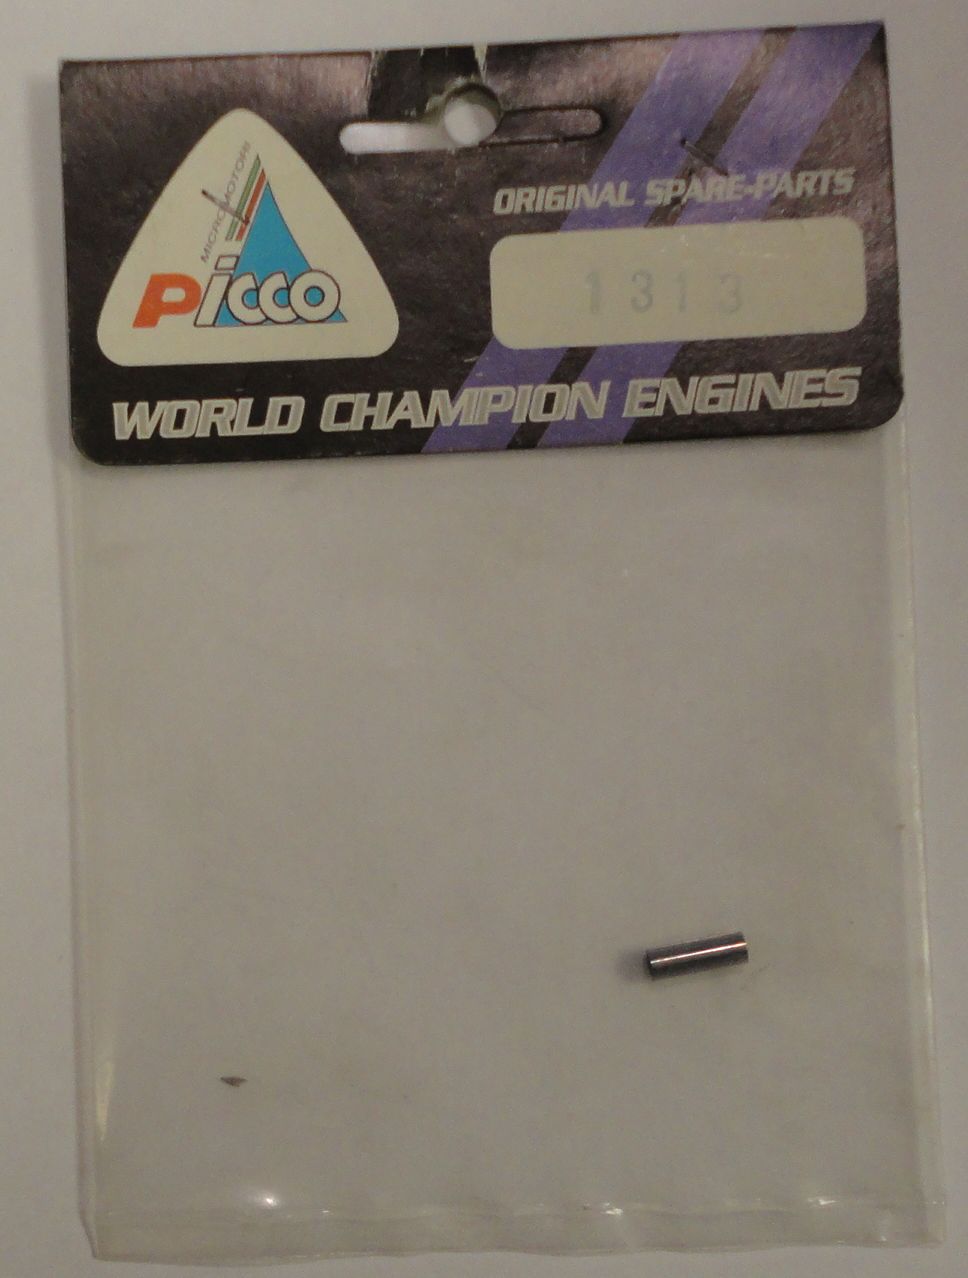 MICROMOTORI
Picco
ORIGINAL SPARE-PARTS
1313
WORLD CHAMPION ENGINES